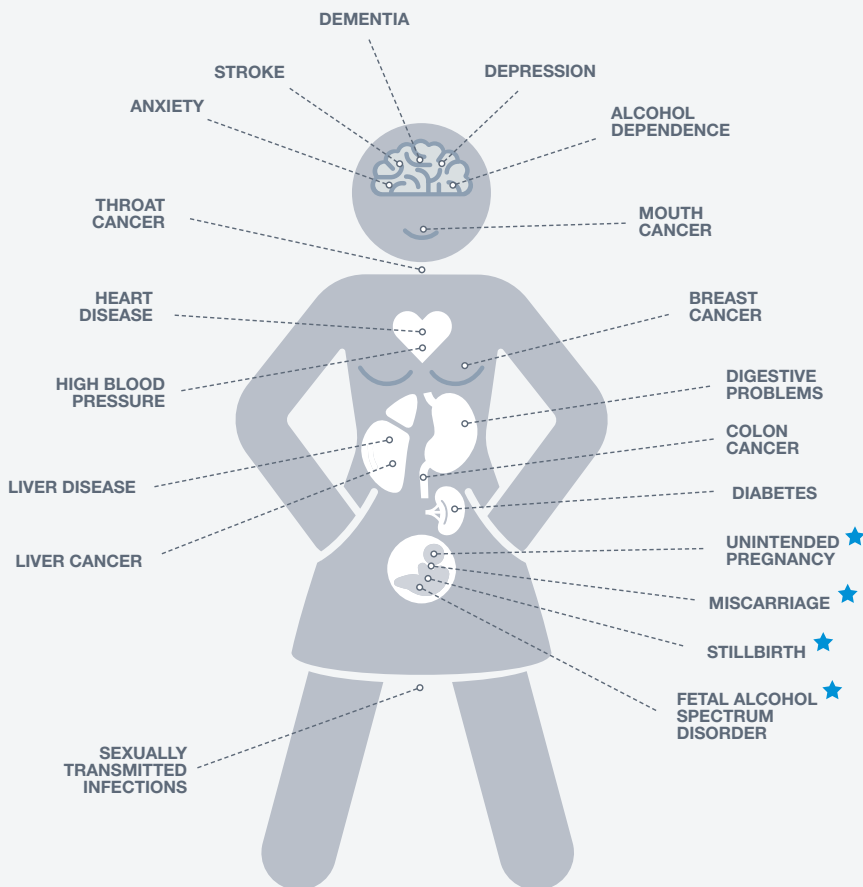 DEMENTIA
STROKE
DEPRESSION
ANXIETY
ALCOHOL
DEPENDENCE
THROAT
CANCER
MOUTH
CANCER
HEART
DISEASE
BREAST
CANCER
HIGH BLOOD
PRESSURE
DIGESTIVE
PROBLEMS
COLON
CANCER
LIVER DISEASE
DIABETES
LIVER CANCER
UNINTENDED
PREGNANCY
MISCARRIAGE
STILLBIRTH
FETAL ALCOHOL
SPECTRUM
DISORDER
SEXUALLY
TRANSMITTED
INFECTIONS